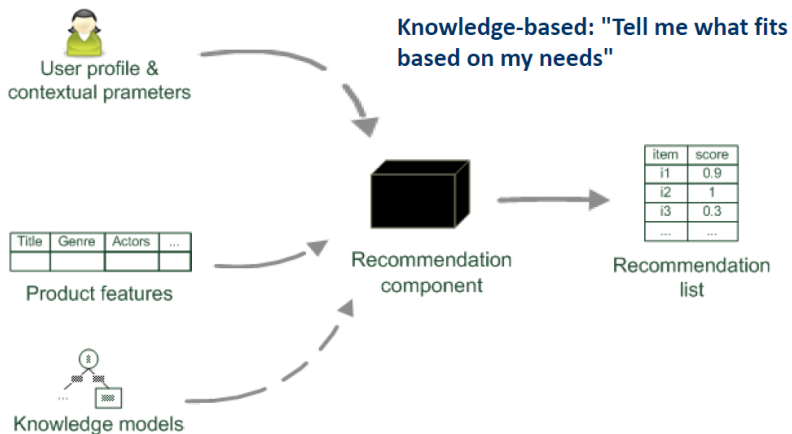 Knowledge-based: "Tell me what fits
based on my needs"
User profile &
contextual prameters
Title Genre Actors ...
Product features
...
Knowledge models
Recommendation
component
item score
i1 0.9
i2 1
i3 0.3
... ...
Recommendation
list